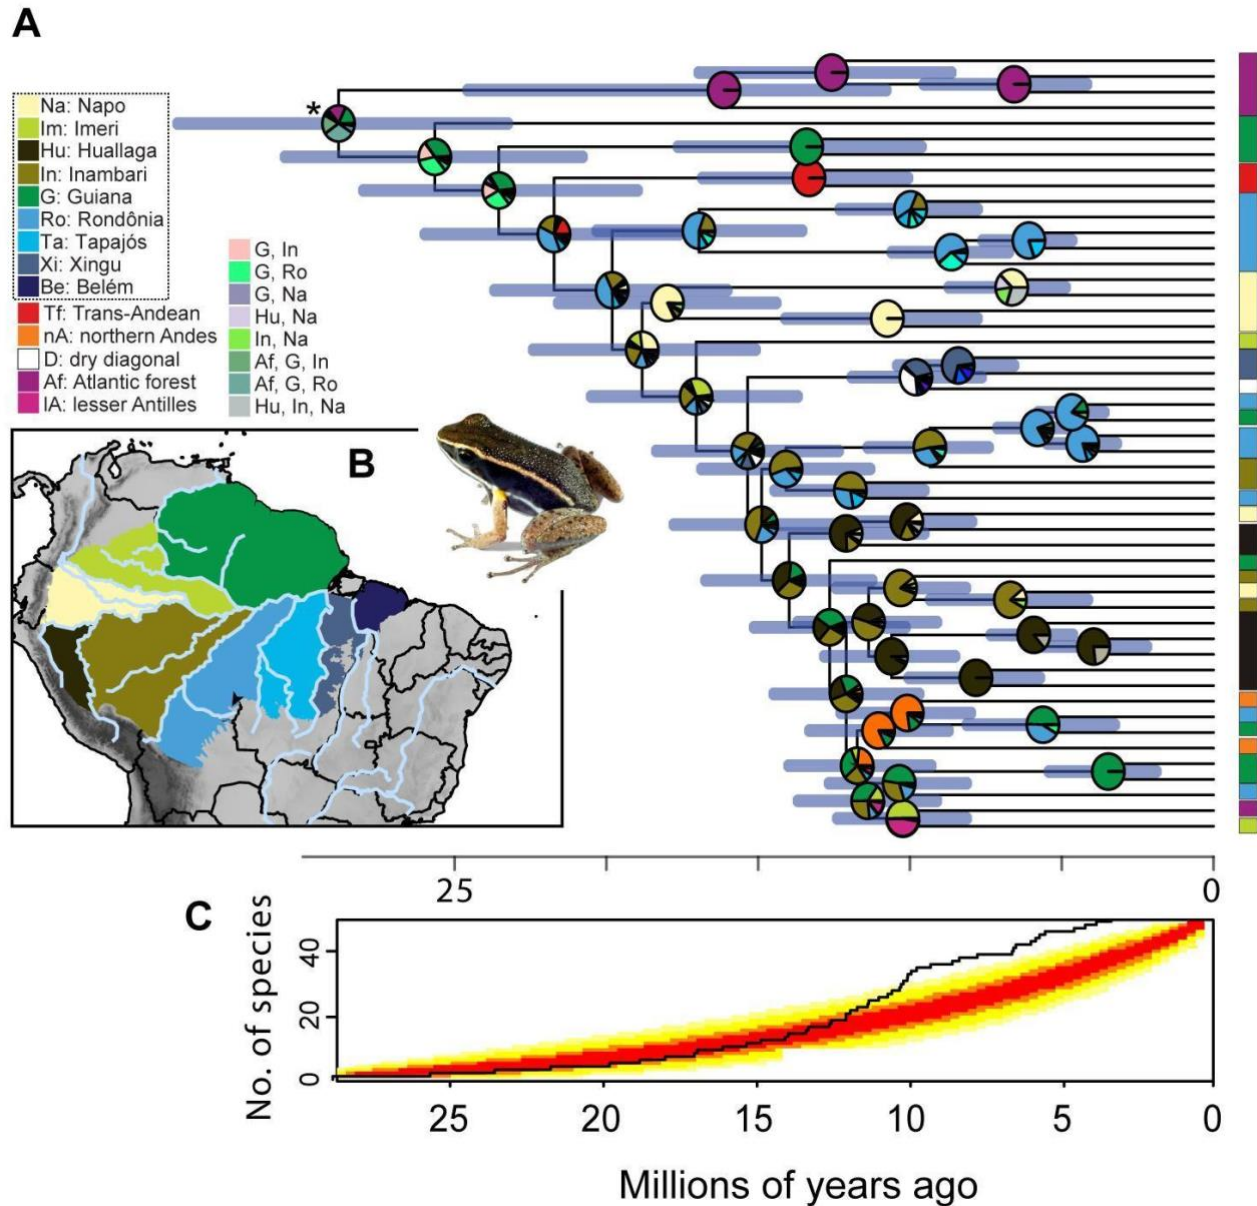 A
*
Na: Napo
Im: Imeri
Hu: Huallaga
In: Inambari
G: Guiana
Ro: Rondônia
Ta: Tapajós
Xi: Xingu
Be: Belém
Tf: Trans-Andean
nA: northern Andes
D: dry diagonal
Af: Atlantic forest
lA: lesser Antilles
G, In
G, Ro
G, Na
Hu, Na
In, Na
Af, G, In
Af, G, Ro
Hu, In, Na
B
25 0
C
No. of species
40
20
0
25 20 15 10 5 0
Millions of years ago